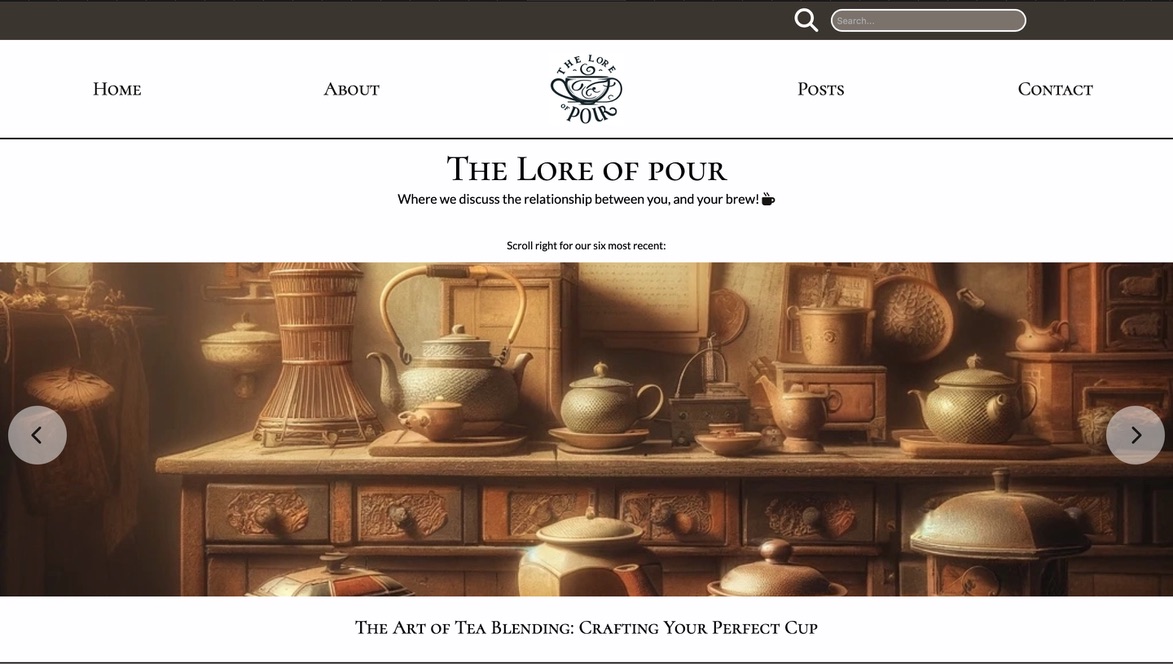 Search...
Home
About
THE LORE
OF POUR
Posts
Contact
The Lore of pour
Where we discuss the relationship between you, and your brew!
Scroll right for our six most recent:
The Art of Tea Blending: Crafting Your Perfect Cup